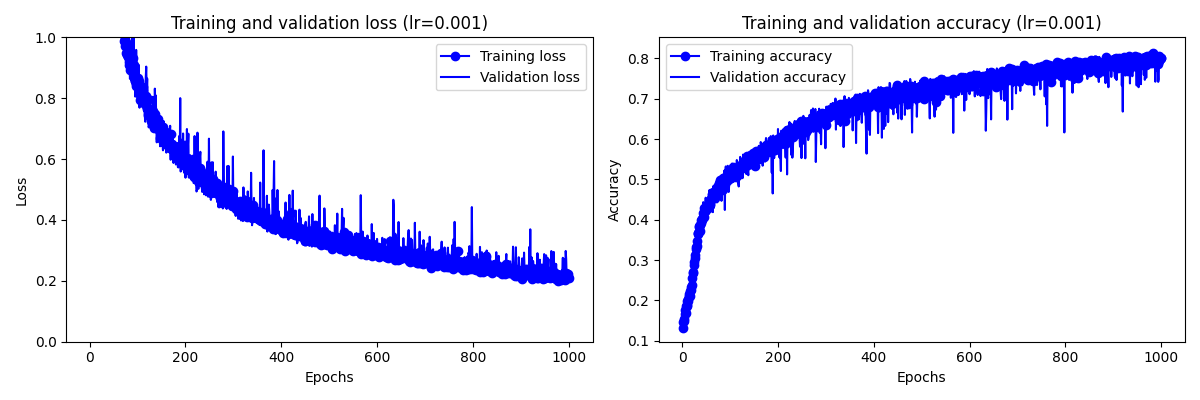 Training and validation loss (lr=0.001)
1.0
0.8
0.6
0.4
0.2
0.0
Loss
Training loss
Validation loss
0
200
400
600
800
1000
Epochs
Training and validation accuracy (lr=0.001)
0.8
0.7
0.6
0.5
0.4
0.3
0.2
0.1
Accuracy
Training accuracy
Validation accuracy
0
200
400
600
800
1000
Epochs